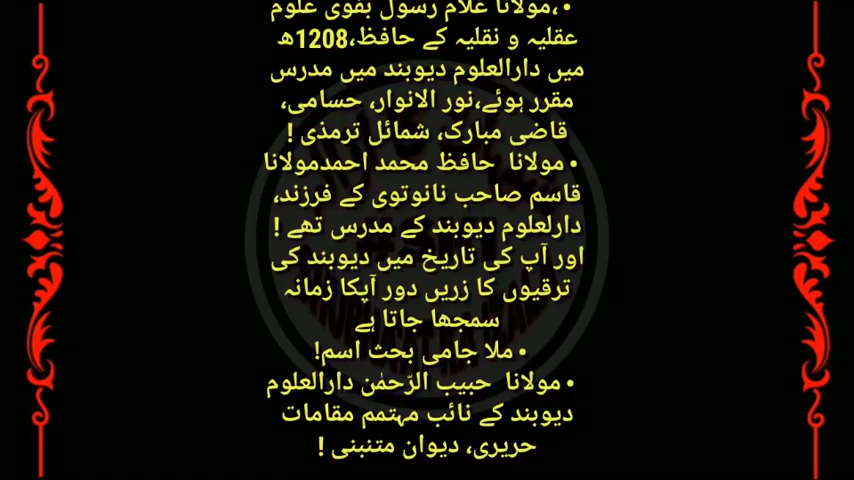 •،مولانا غلام رسول بفوی علوم
عقلیہ و نقلیہ کے حافظ،1208ھ
میں دارالعلوم دیوبند میں مدرس
مقرر ہوئے،نور الانوار، حسامی،
قاضی مبارک، شمائل ترمذی !
• مولانا حافظ محمد احمدمولانا
قاسم صاحب نانوتوی کے فرزند،
دارلعلوم دیوبند کے مدرس تھے !
اور آپ کی تاریخ میں دیوبند کی
ترقیوں کا زریں دور آپکا زمانہ
سمجھا جاتا ہے
• ملا جامی بحث اسم!
• مولانا حبیب الرّحمٰن دارالعلوم
دیوبند کے نائب مہتمم مقامات
حریری، دیوان متنبنی !